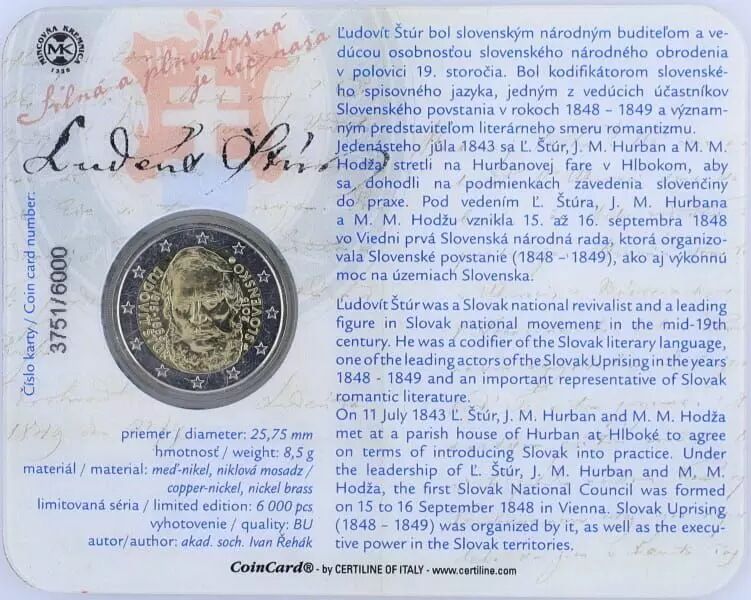 MINCOVŇA KREMNICA
MK
1328
Silná a plnohlasná
je reč naša
Ľudevít Štúr
Číslo karty / Coin card number:
3751/6000
ĽUDOVÍT ŠTÚR
1815-1856
SLOVENSKO
2015
priemer / diameter: 25,75 mm
hmotnosť / weight: 8,5 g
materiál / material: meď-nikel, niklová mosadz /
copper-nickel, nickel brass
limitovaná séria / limited edition: 6 000 pcs
vyhotovenie / quality: BU
autor/author: akad. soch. Ivan Řehák
Ľudovít Štúr bol slovenským národným buditeľom a ve-
dúcou osobnosťou slovenského národného obrodenia
v polovici 19. storočia. Bol kodifikátorom slovenské-
ho spisovného jazyka, jedným z vedúcich účastníkov
Slovenského povstania v rokoch 1848 - 1849 a význam-
ným predstaviteľom literárneho smeru romantizmu.
Jedenásteho júla 1843 sa Ľ. Štúr, J. M. Hurban a M. M.
Hodža stretli na Hurbanovej fare v Hlbokom, aby
sa dohodli na podmienkach zavedenia slovenčiny
do praxe. Pod vedením Ľ. Štúra, J. M. Hurbana
a M. M. Hodžu vznikla 15. až 16. septembra 1848
vo Viedni prvá Slovenská národná rada, ktorá organizo-
vala Slovenské povstanie (1848 - 1849), ako aj výkonnú
moc na územiach Slovenska.
Ľudovít Štúr was a Slovak national revivalist and a leading
figure in Slovak national movement in the mid-19th
century. He was a codifier of the Slovak literary language,
one of the leading actors of the Slovak Uprising in the years
1848 - 1849 and an important representative of Slovak
romantic literature.
On 11 July 1843 Ľ. Štúr, J. M. Hurban and M. M. Hodža
met at a parish house of Hurban at Hlboké to agree
on terms of introducing Slovak into practice. Under
the leadership of Ľ. Štúr, J. M. Hurban and M. M.
Hodža, the first Slovak National Council was formed
on 15 to 16 September 1848 in Vienna. Slovak Uprising
(1848 - 1849) was organized by it, as well as the execu-
tive power in the Slovak territories.
CoinCard® - by CERTILINE OF ITALY - www.certiline.com